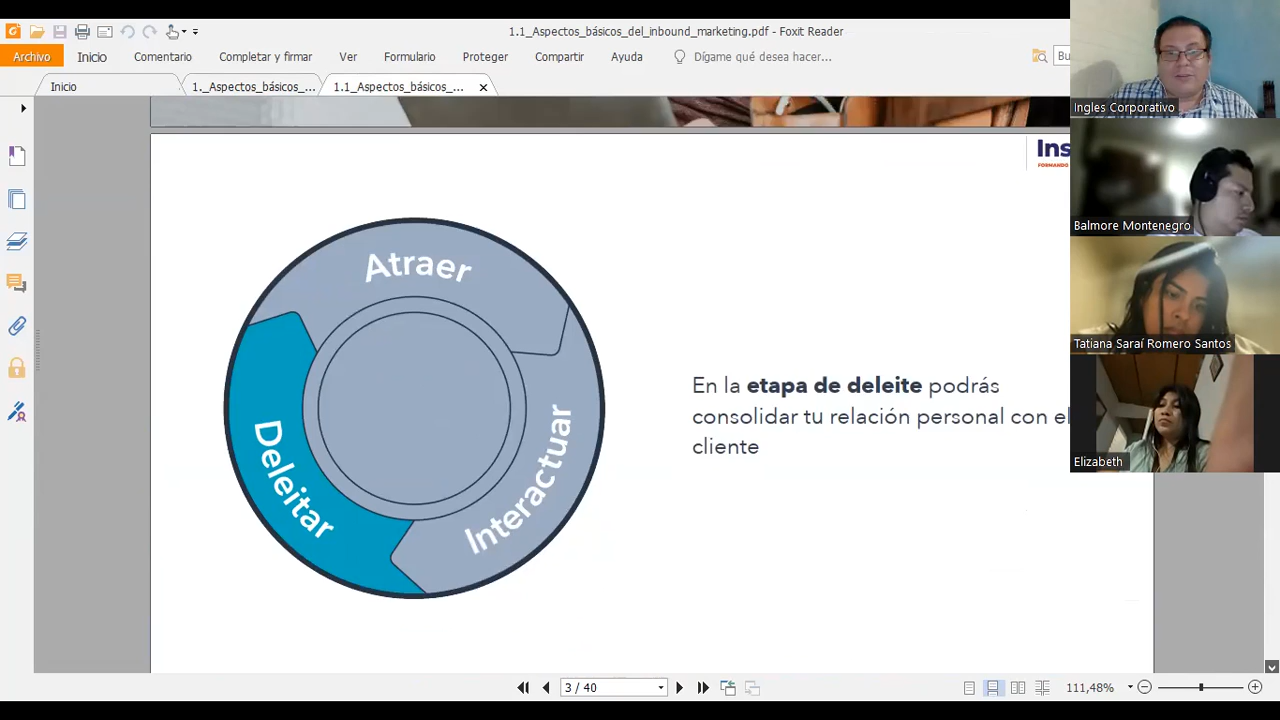 1.1_Aspectos_básicos_del_inbound_marketing.pdf - Foxit Reader
Archivo Inicio Comentario Completar y firmar Ver Formulario Proteger Compartir Ayuda Dígame qué desea hacer... Bu
Inicio 1._Aspectos_básicos_... 1.1_Aspectos_básicos_...
Ins
FORMANDO
Atraer
Interactuar
Deleitar
En la etapa de deleite podrás
consolidar tu relación personal con el
cliente
Ingles Corporativo
Balmore Montenegro
Tatiana Saraí Romero Santos
Elizabeth
3 / 40
111,48%